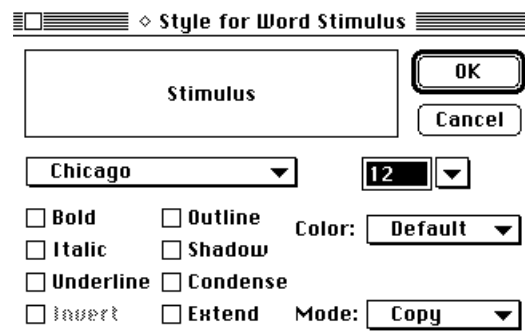 ◇ Style for Word Stimulus
Stimulus
OK
Cancel
Chicago
12
Bold
Outline
Color:
Default
Italic
Shadow
Underline
Condense
Invert
Extend
Mode:
Copy